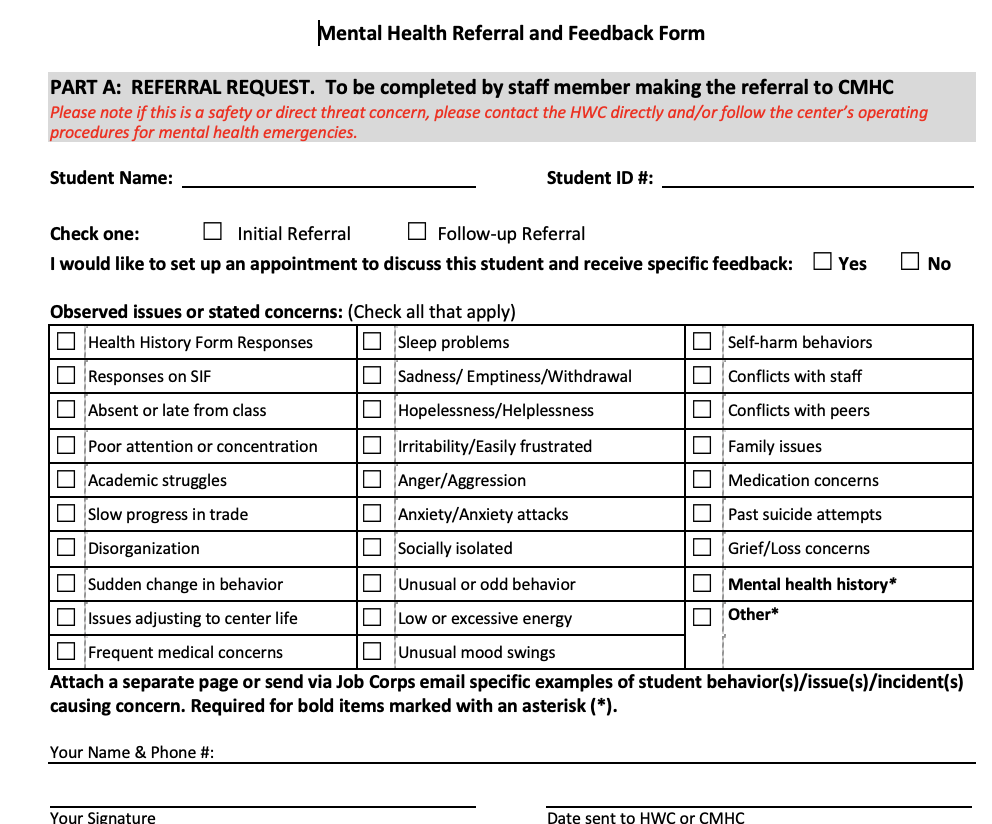 Mental Health Referral and Feedback Form
PART A: REFERRAL REQUEST. To be completed by staff member making the referral to CMHC
Please note if this is a safety or direct threat concern, please contact the HWC directly and/or follow the center's operating
procedures for mental health emergencies.
Student Name: Student ID #:
Check one: ☐ Initial Referral ☐ Follow-up Referral
I would like to set up an appointment to discuss this student and receive specific feedback: ☐ Yes ☐ No
Observed issues or stated concerns: (Check all that apply)
☐ Health History Form Responses ☐ Sleep problems ☐ Self-harm behaviors
☐ Responses on SIF ☐ Sadness/ Emptiness/Withdrawal ☐ Conflicts with staff
☐ Absent or late from class ☐ Hopelessness/Helplessness ☐ Conflicts with peers
☐ Poor attention or concentration ☐ Irritability/Easily frustrated ☐ Family issues
☐ Academic struggles ☐ Anger/Aggression ☐ Medication concerns
☐ Slow progress in trade ☐ Anxiety/Anxiety attacks ☐ Past suicide attempts
☐ Disorganization ☐ Socially isolated ☐ Grief/Loss concerns
☐ Sudden change in behavior ☐ Unusual or odd behavior ☐ Mental health history*
☐ Issues adjusting to center life ☐ Low or excessive energy ☐ Other*
☐ Frequent medical concerns ☐ Unusual mood swings
Attach a separate page or send via Job Corps email specific examples of student behavior(s)/issue(s)/incident(s)
causing concern. Required for bold items marked with an asterisk (*).
Your Name & Phone #:
Your Signature Date sent to HWC or CMHC